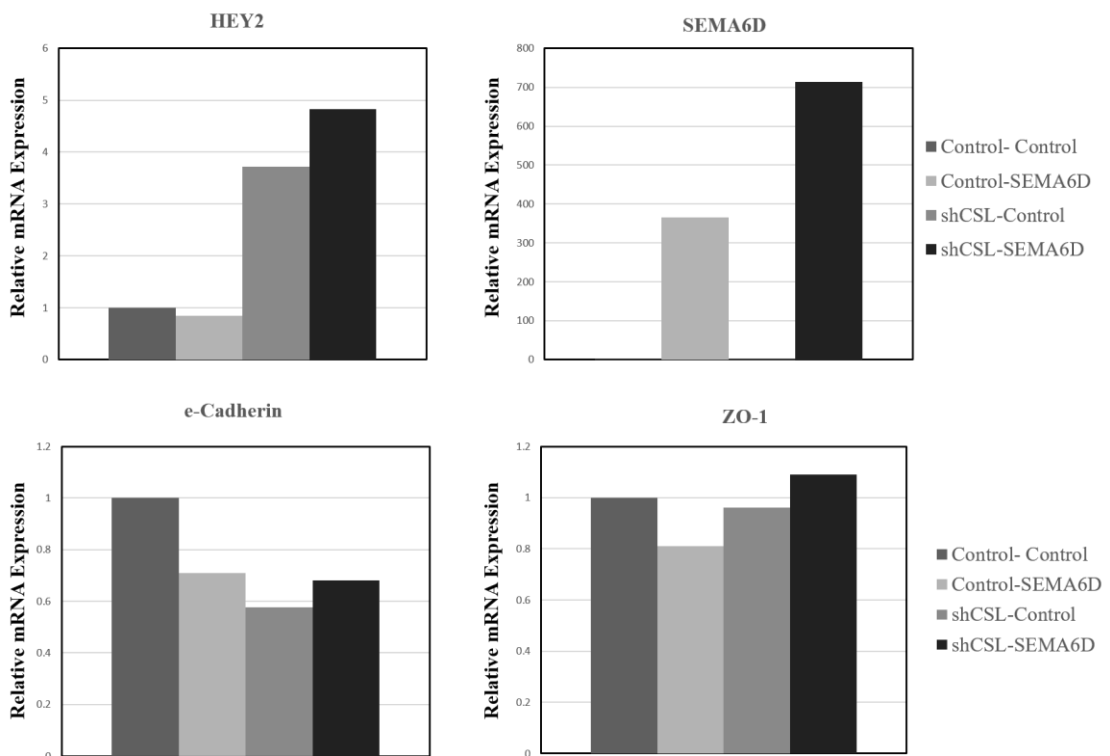 HEY2
Relative mRNA Expression
6
5
4
3
2
1
0
SEMA6D
Relative mRNA Expression
800
700
600
500
400
300
200
100
0
Control- Control
Control-SEMA6D
shCSL-Control
shCSL-SEMA6D
e-Cadherin
Relative mRNA Expression
1.2
1
0.8
0.6
0.4
0.2
0
ZO-1
Relative mRNA Expression
1.2
1
0.8
0.6
0.4
0.2
0
Control- Control
Control-SEMA6D
shCSL-Control
shCSL-SEMA6D